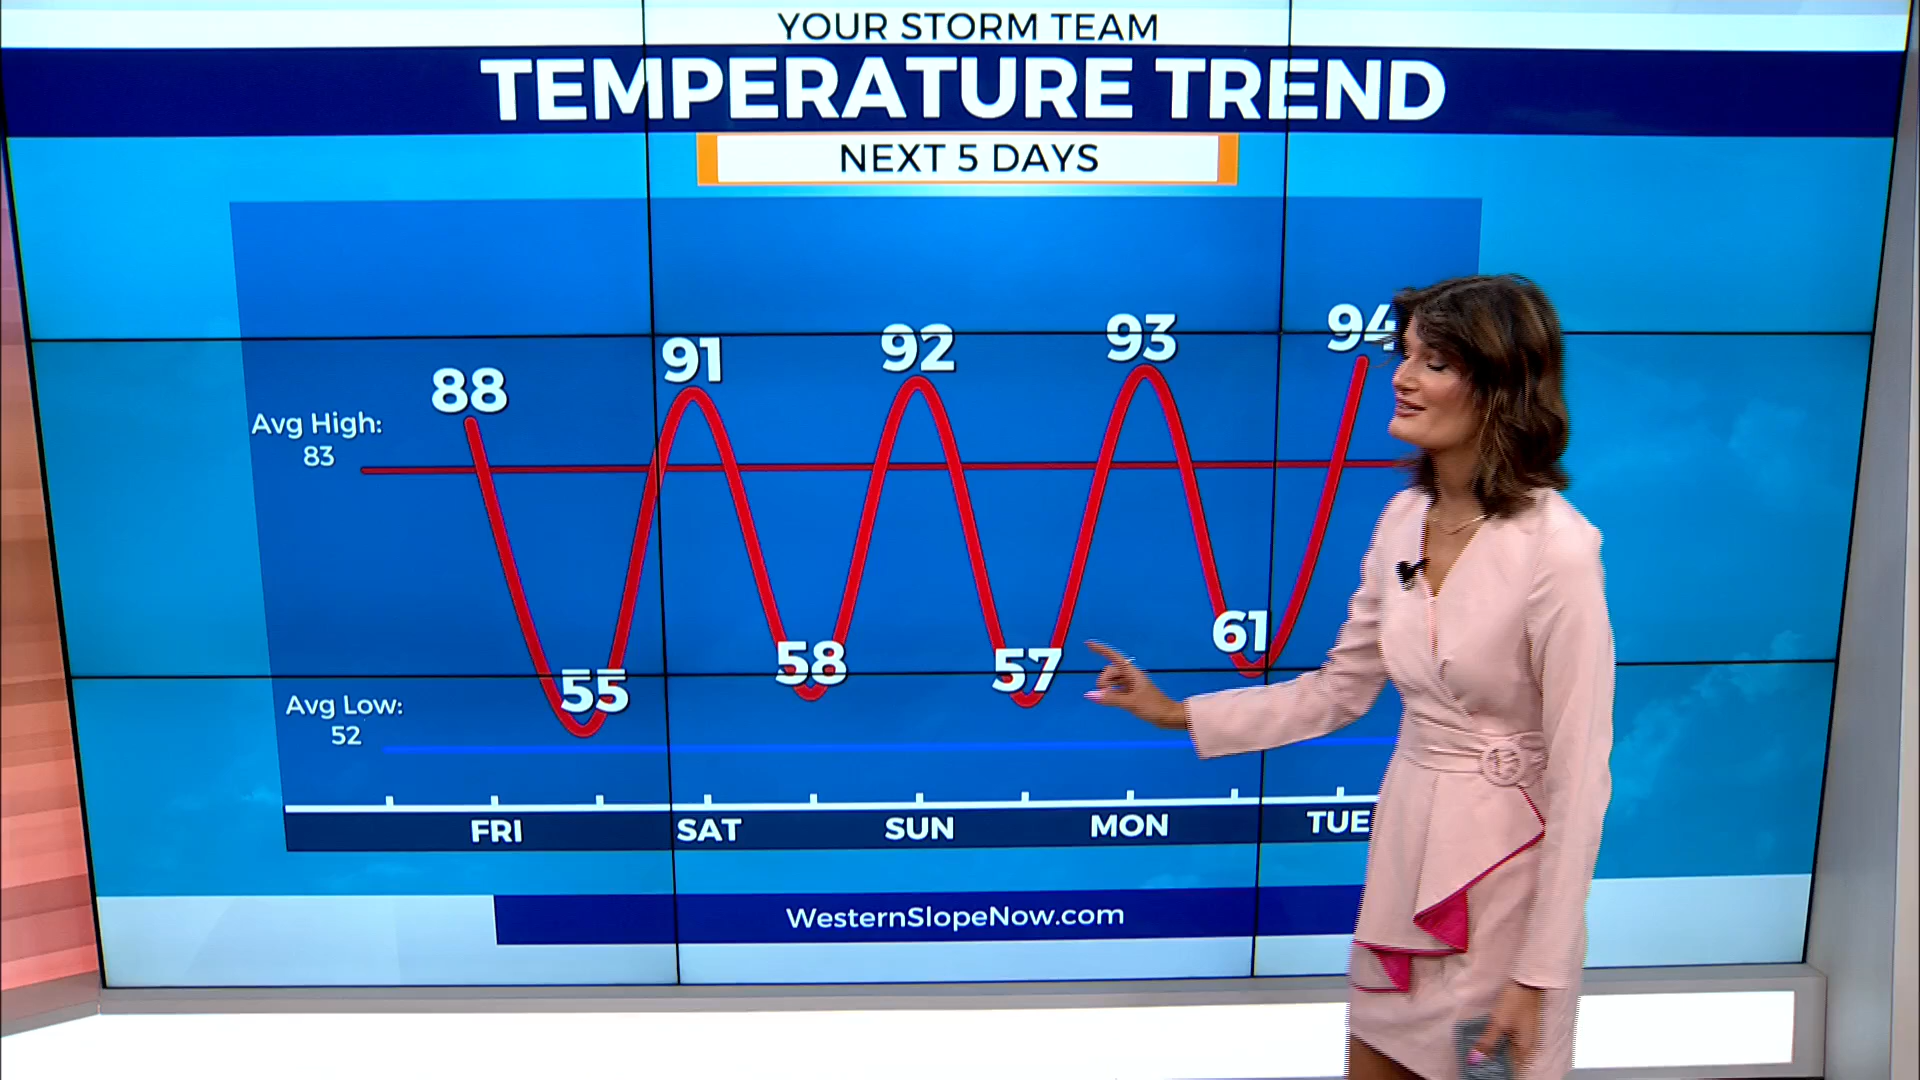 YOUR STORM TEAM
TEMPERATURE TREND
NEXT 5 DAYS
88
91
92
93
94
Avg High:
83
55
58
57
61
Avg Low:
52
FRI
SAT
SUN
MON
TUE
WesternSlopeNow.com